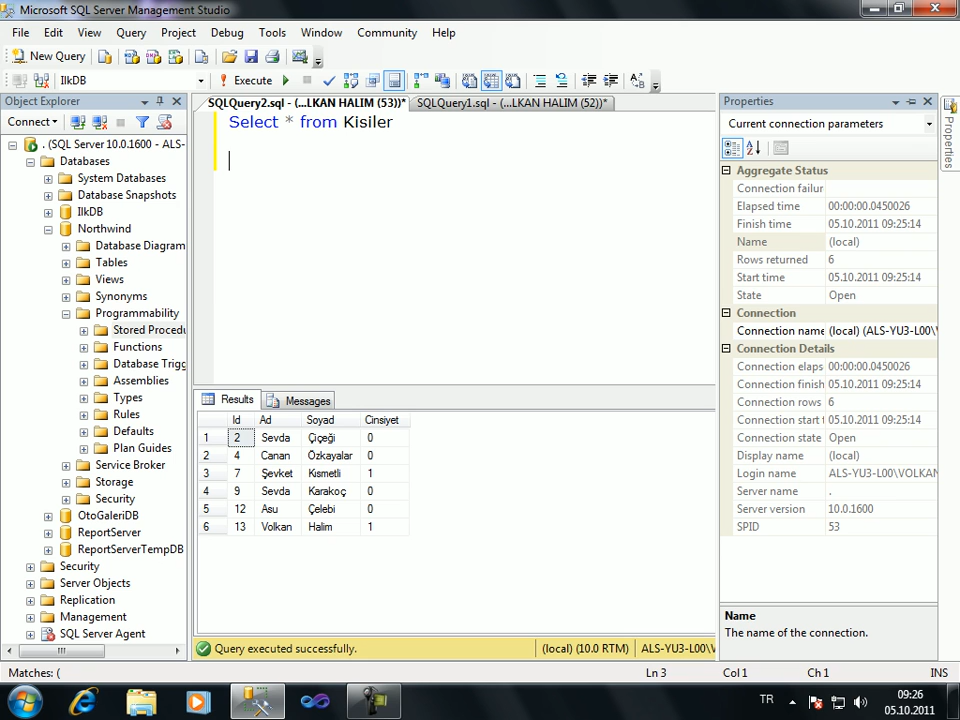 Microsoft SQL Server Management Studio
File Edit View Query Project Debug Tools Window Community Help
New Query
IlkDB Execute
Object Explorer
Connect
. (SQL Server 10.0.1600 - ALS-
Databases
System Databases
Database Snapshots
IlkDB
Northwind
Database Diagram
Tables
Views
Synonyms
Programmability
Stored Procedu
Functions
Database Trigg
Assemblies
Types
Rules
Defaults
Plan Guides
Service Broker
Storage
Security
OtoGaleriDB
ReportServer
ReportServerTempDB
Security
Server Objects
Replication
Management
SQL Server Agent
SQLQuery2.sql - (...LKAN HALIM (53))* SQLQuery1.sql - (...LKAN HALIM (52))*
Select * from Kisiler
Results Messages
Id Ad Soyad Cinsiyet
1 2 Sevda Çiçeği 0
2 4 Canan Özkayalar 0
3 7 Şevket Kısmetli 1
4 9 Sevda Karakoç 0
5 12 Asu Çelebi 0
6 13 Volkan Halim 1
Query executed successfully. (local) (10.0 RTM) ALS-YU3-L00\V
Properties
Current connection parameters
Aggregate Status
Connection failur
Elapsed time 00:00:00.0450026
Finish time 05.10.2011 09:25:14
Name (local)
Rows returned 6
Start time 05.10.2011 09:25:14
State Open
Connection
Connection name (local) (ALS-YU3-L00\V
Connection Details
Connection elaps 00:00:00.0450026
Connection finish 05.10.2011 09:25:14
Connection rows 6
Connection start t 05.10.2011 09:25:14
Connection state Open
Display name (local)
Login name ALS-YU3-L00\VOLKAN
Server name .
Server version 10.0.1600
SPID 53
Name
The name of the connection.
Properties
Matches: ( Ln 3 Col 1 Ch 1 INS
TR 09:26
05.10.2011